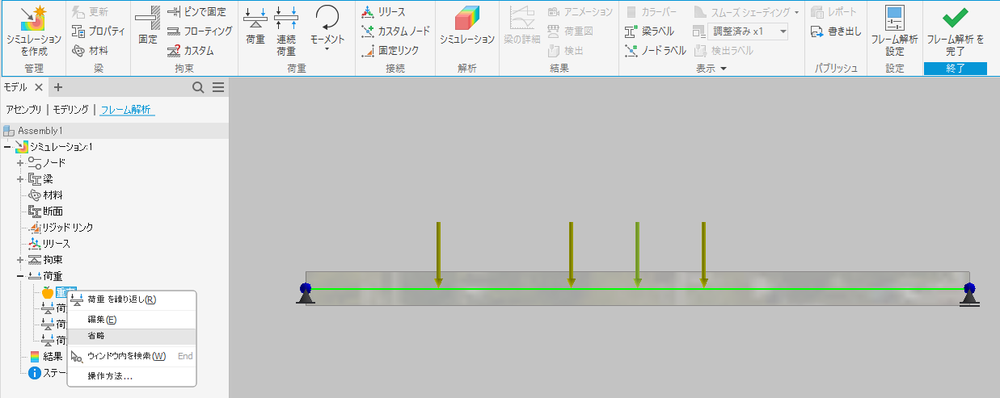 シミュレーション
を作成
管理
更新
プロパティ
材料
梁
固定
ピンで固定
フローティング
カスタム
拘束
荷重
連続
荷重
モーメント
荷重
リリース
カスタム ノード
固定リンク
接続
シミュレーション
解析
梁の詳細
アニメーション
荷重図
検出
結果
カラーバー
梁ラベル
ノード ラベル
スムーズ シェーディング
調整済み x1
検出ラベル
表示
レポート
書き出し
パブリッシュ
フレーム解析
設定
設定
フレーム解析 を
完了
終了
モデル
アセンブリ
モデリング
フレーム解析
Assembly1
シミュレーション:1
ノード
梁
材料
断面
リジッド リンク
リリース
拘束
荷重
荷
荷
荷
結果
ステー
荷重 を繰り返し(R)
編集(E)
省略
ウィンドウ内を検索(W) End
操作方法...